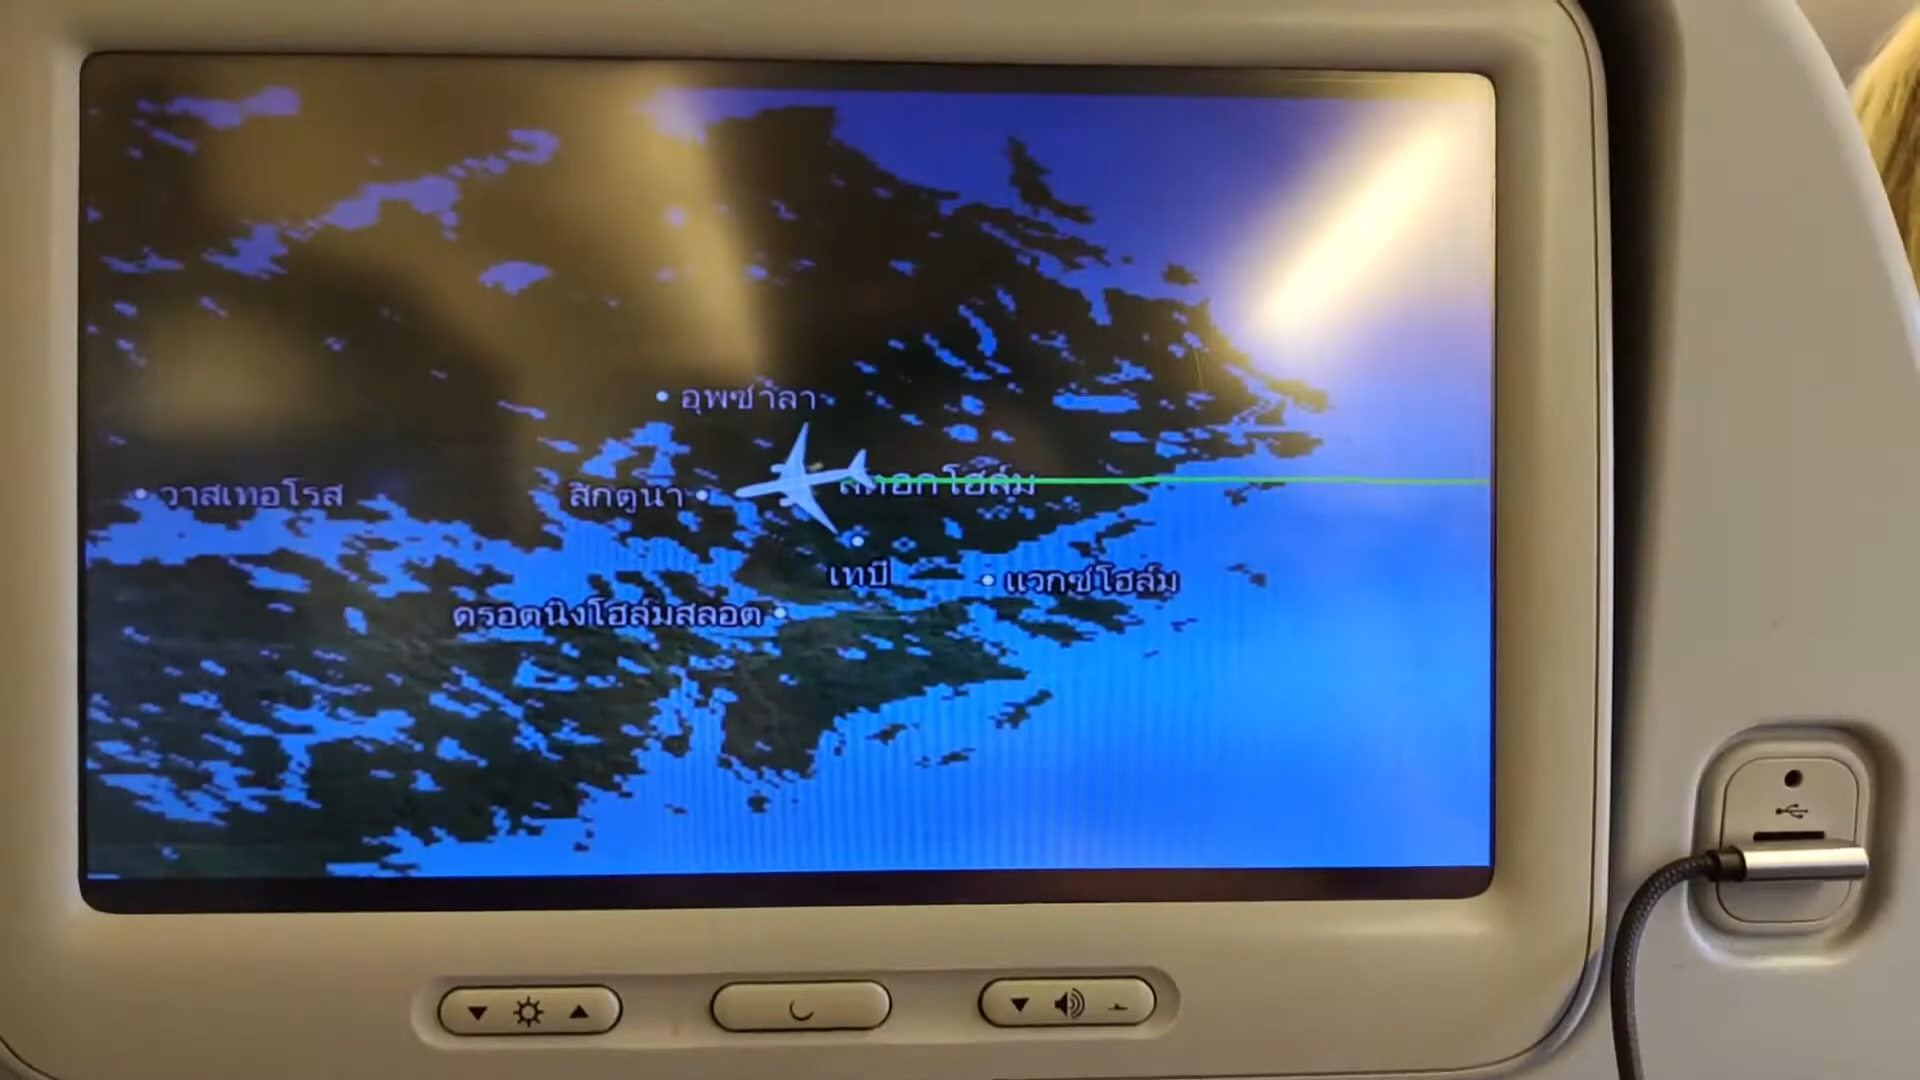 อุพซาลา
วาสเทอโรส
สิกตูนา
สตอกโฮล์ม
เทบี
แวกซ์โฮล์ม
ดรอตนิงโฮล์มสลอต